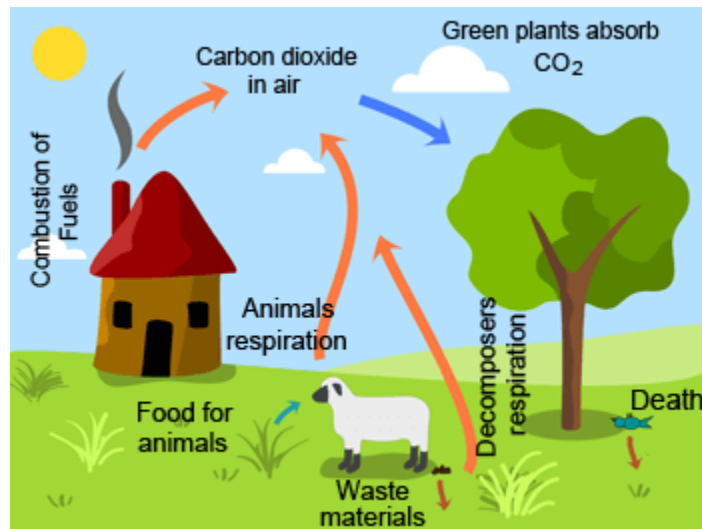 Carbon dioxide
in air
Green plants absorb
CO₂
Combustion of
Fuels
Animals
respiration
Decomposers
respiration
Food for
animals
Death
Waste
materials